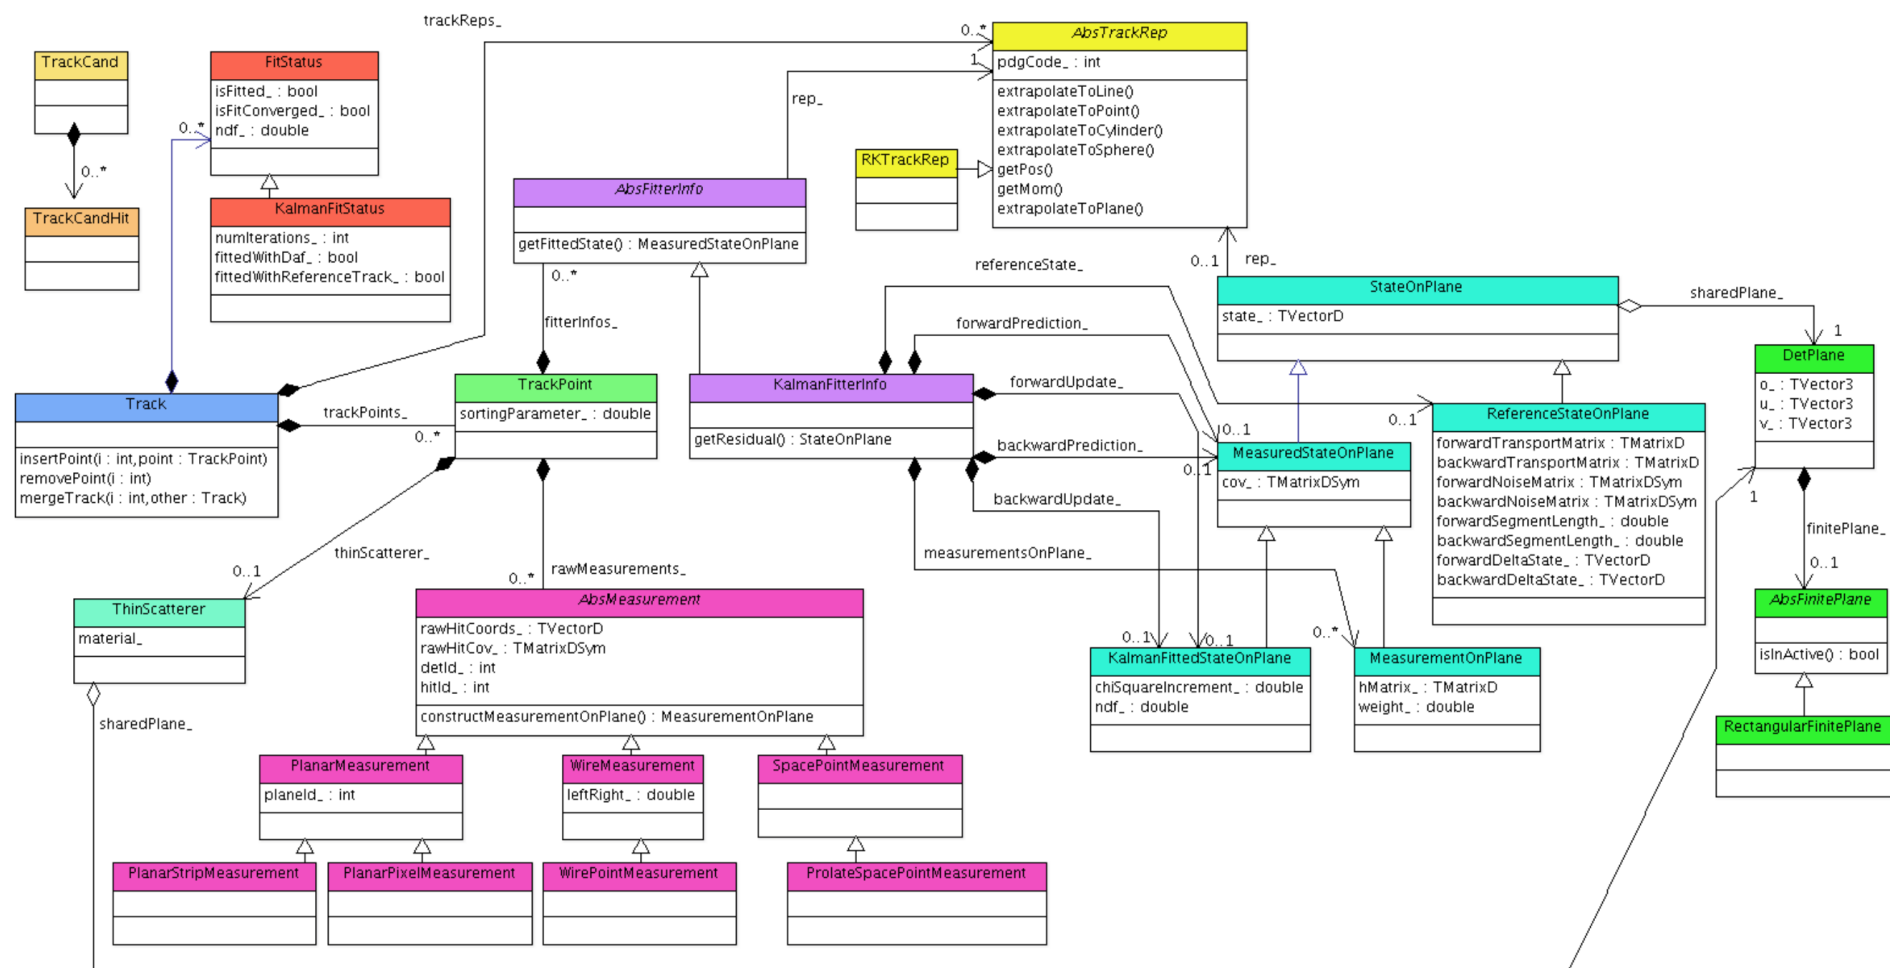 trackReps_
0..*
AbsTrackRep
pdgCode_ : int
extrapolateToLine()
extrapolateToPoint()
extrapolateToCylinder()
extrapolateToSphere()
getPos()
getMom()
extrapolateToPlane()
1
rep_
TrackCand
0..*
TrackCandHit
FitStatus
isFitted_ : bool
isFitConverged_ : bool
ndf_ : double
0..*
KalmanFitStatus
numIterations_ : int
fittedWithDaf_ : bool
fittedWithReferenceTrack_ : bool
RKTrackRep
AbsFitterInfo
getFittedState() : MeasuredStateOnPlane
0..*
fitterInfos_
referenceState_
0..1
rep_
StateOnPlane
state_ : TVectorD
sharedPlane_
1
DetPlane
o_ : TVector3
u_ : TVector3
v_ : TVector3
1
finitePlane_
0..1
AbsFinitePlane
isInActive() : bool
RectangularFinitePlane
Track
insertPoint(i : int,point : TrackPoint)
removePoint(i : int)
mergeTrack(i : int,other : Track)
trackPoints_
0..*
TrackPoint
sortingParameter_ : double
KalmanFitterInfo
getResidual() : StateOnPlane
forwardPrediction_
forwardUpdate_
backwardPrediction_
backwardUpdate_
measurementsOnPlane_
0..1
0..1
0..1
MeasuredStateOnPlane
cov_ : TMatrixDSym
ReferenceStateOnPlane
forwardTransportMatrix : TMatrixD
backwardTransportMatrix : TMatrixD
forwardNoiseMatrix : TMatrixDSym
backwardNoiseMatrix : TMatrixDSym
forwardSegmentLength_ : double
backwardSegmentLength_ : double
forwardDeltaState_ : TVectorD
backwardDeltaState_ : TVectorD
thinScatterer_
0..1
ThinScatterer
material_
sharedPlane_
rawMeasurements_
0..*
AbsMeasurement
rawHitCoords_ : TVectorD
rawHitCov_ : TMatrixDSym
detId_ : int
hitId_ : int
constructMeasurementOnPlane() : MeasurementOnPlane
0..1
0..1
0..*
KalmanFittedStateOnPlane
chiSquareIncrement_ : double
ndf_ : double
MeasurementOnPlane
hMatrix_ : TMatrixD
weight_ : double
PlanarMeasurement
planeId_ : int
WireMeasurement
leftRight_ : double
SpacePointMeasurement
PlanarStripMeasurement
PlanarPixelMeasurement
WirePointMeasurement
ProlateSpacePointMeasurement